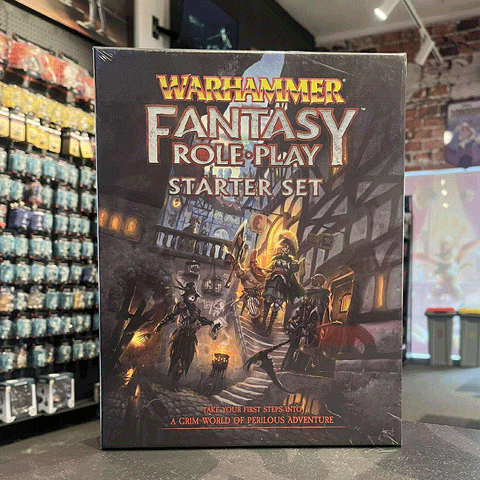 WARHAMMER
FANTASY
ROLE•PLAY
STARTER SET
TAKE YOUR FIRST STEPS INTO
A GRIM WORLD OF PERILOUS ADVENTURE